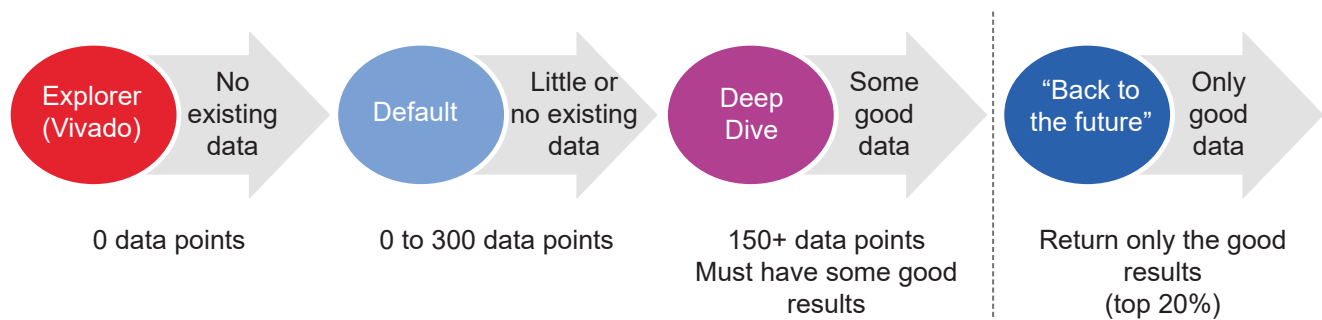 Explorer
(Vivado)
No
existing
data
0 data points
Default
Little or
no existing
data
0 to 300 data points
Deep
Dive
Some
good
data
150+ data points
Must have some good
results
“Back to
the future”
Only
good
data
Return only the good
results
(top 20%)